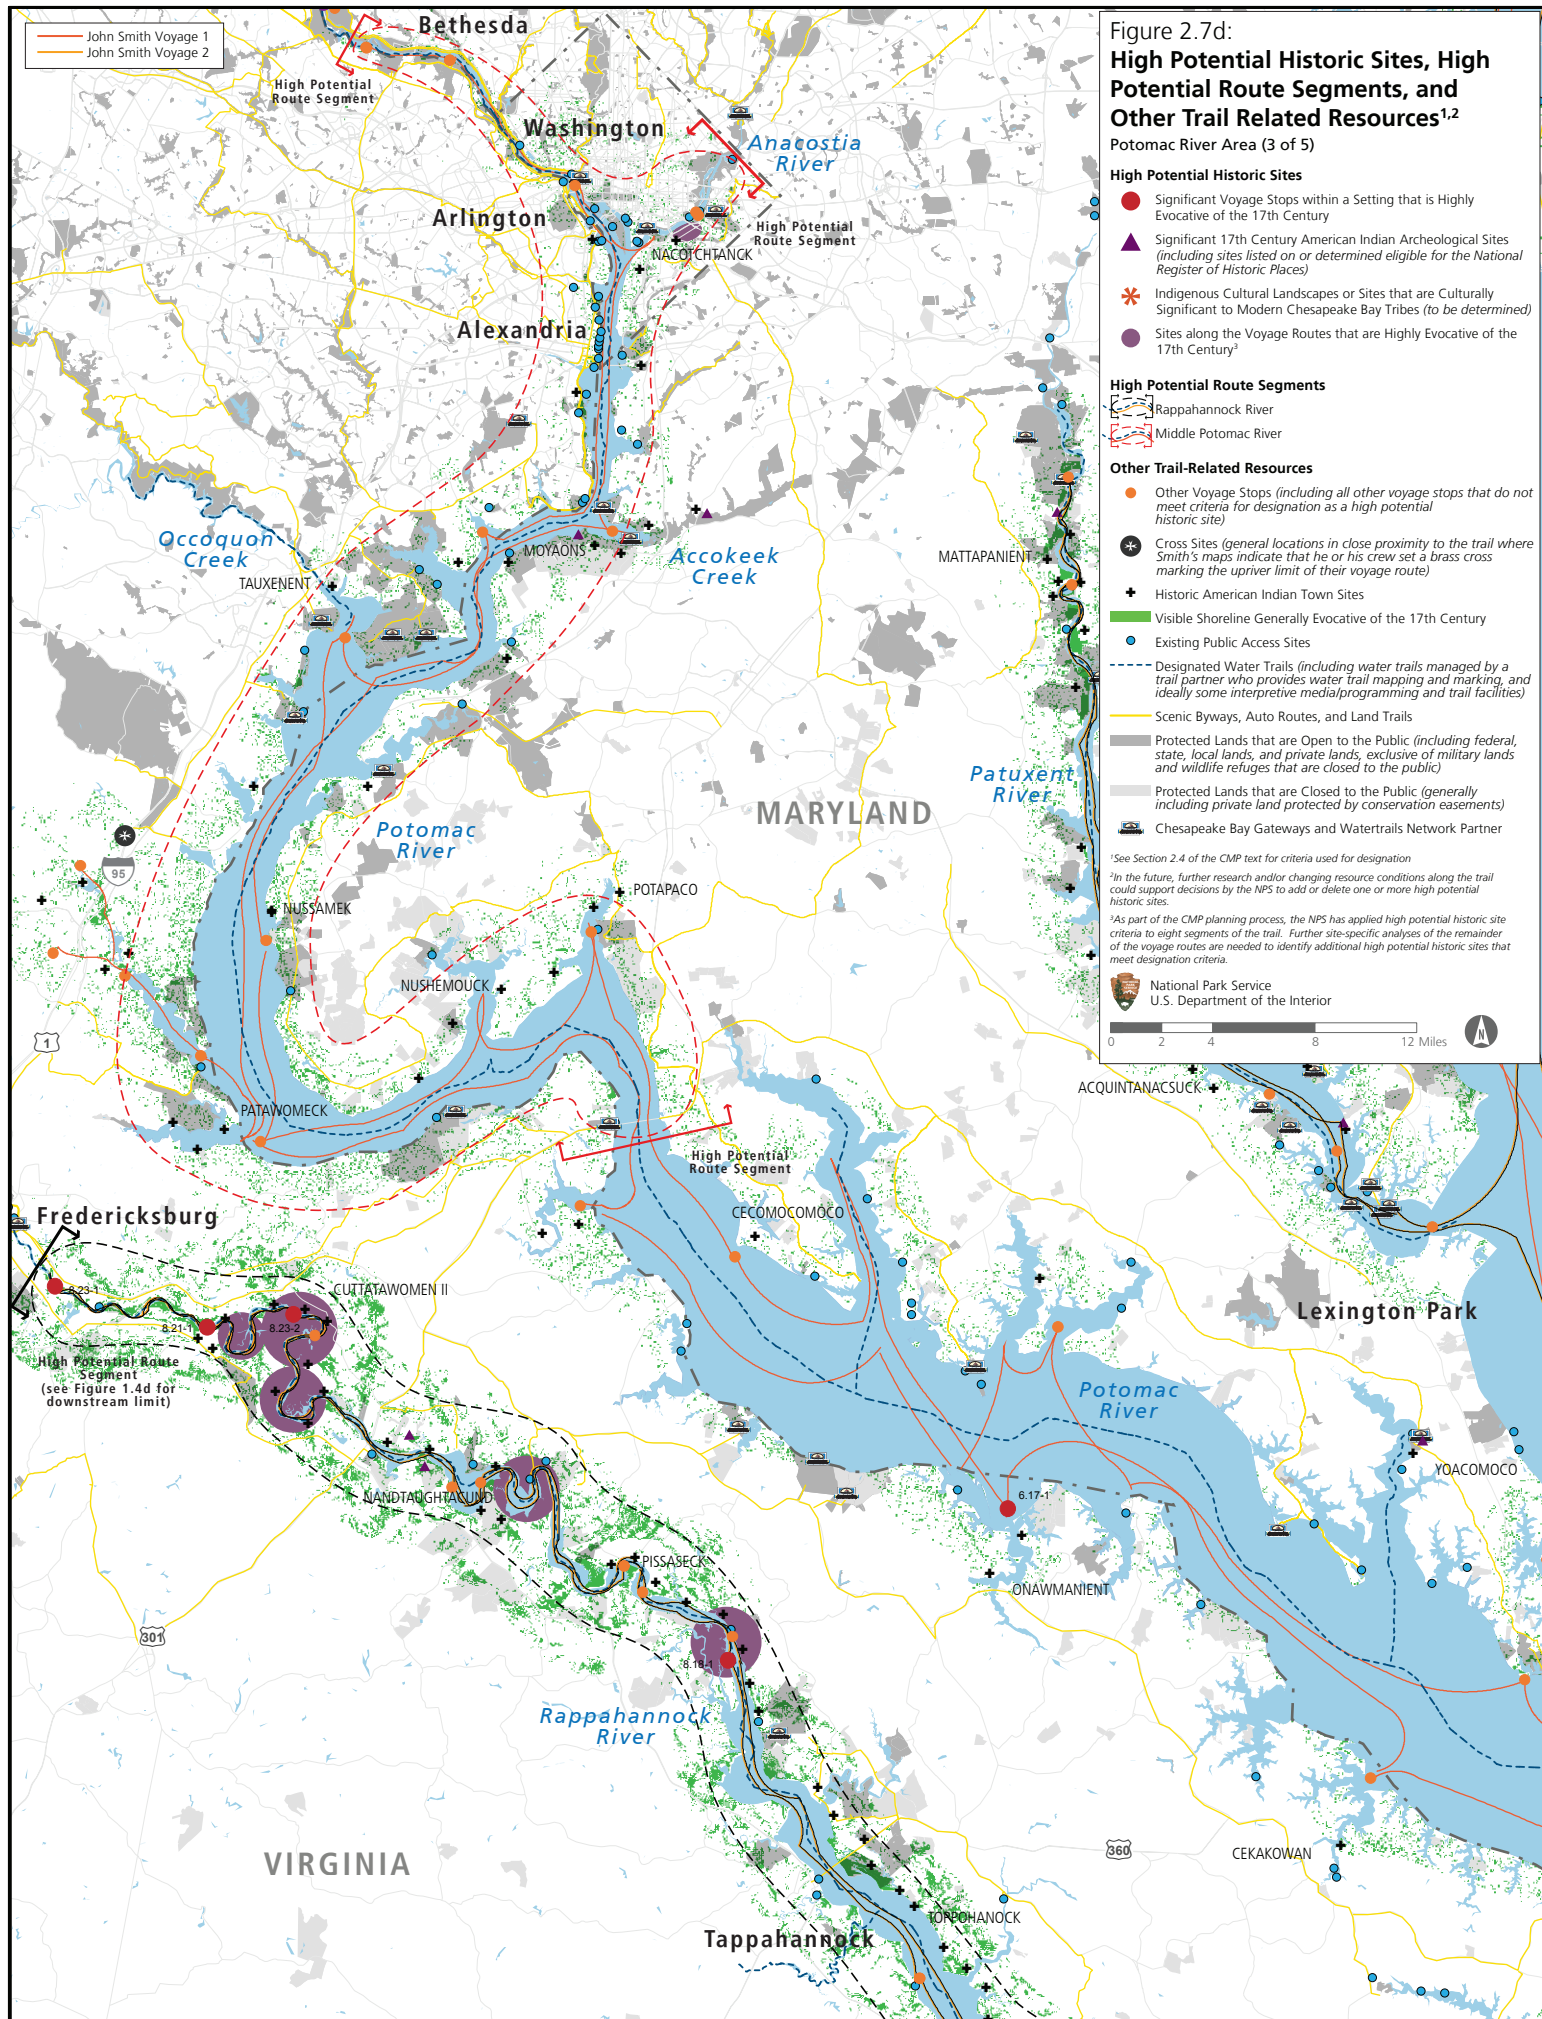 John Smith Voyage 1
John Smith Voyage 2
Bethesda
High Potential
Route Segment
Washington
Anacostia
River
Arlington
High Potential
Route Segment
NACOTCHTANCK
Alexandria
Occoquon
Creek
TAUXENENT
MOYAONS
Accokeek
Creek
MATTAPANIENT
Patuxent
River
MARYLAND
Potomac
River
95
NUSSAMEK
POTAPACO
NUSHEMOUCK
1
PATAWOMECK
High Potential
Route Segment
CECOMOCOMOCO
ACQUINTANACSUCK
Fredericksburg
8.23-1
CUTTATAWOMEN II
8.21-1
8.23-2
High Potential Route
Segment
(see Figure 1.4d for
downstream limit)
Lexington Park
Potomac
River
YOACOMOCO
NANDTAUGHTACUND
6.17-1
PISSASECK
ONAWMANIENT
301
8.18-1
Rappahannock
River
VIRGINIA
360
CEKAKOWAN
TOPPOHANOCK
Tappahannock
Figure 2.7d:
High Potential Historic Sites, High
Potential Route Segments, and
Other Trail Related Resources1,2
Potomac River Area (3 of 5)
High Potential Historic Sites
Significant Voyage Stops within a Setting that is Highly
Evocative of the 17th Century
Significant 17th Century American Indian Archeological Sites
(including sites listed on or determined eligible for the National
Register of Historic Places)
Indigenous Cultural Landscapes or Sites that are Culturally
Significant to Modern Chesapeake Bay Tribes (to be determined)
Sites along the Voyage Routes that are Highly Evocative of the
17th Century3
High Potential Route Segments
Rappahannock River
Middle Potomac River
Other Trail-Related Resources
Other Voyage Stops (including all other voyage stops that do not
meet criteria for designation as a high potential
historic site)
Cross Sites (general locations in close proximity to the trail where
Smith's maps indicate that he or his crew set a brass cross
marking the upriver limit of their voyage route)
Historic American Indian Town Sites
Visible Shoreline Generally Evocative of the 17th Century
Existing Public Access Sites
Designated Water Trails (including water trails managed by a
trail partner who provides water trail mapping and marking, and
ideally some interpretive media/programming and trail facilities)
Scenic Byways, Auto Routes, and Land Trails
Protected Lands that are Open to the Public (including federal,
state, local lands, and private lands, exclusive of military lands
and wildlife refuges that are closed to the public)
Protected Lands that are Closed to the Public (generally
including private land protected by conservation easements)
Chesapeake Bay Gateways and Watertrails Network Partner
1See Section 2.4 of the CMP text for criteria used for designation
2In the future, further research and/or changing resource conditions along the trail
could support decisions by the NPS to add or delete one or more high potential
historic sites.
3As part of the CMP planning process, the NPS has applied high potential historic site
criteria to eight segments of the trail. Further site-specific analyses of the remainder
of the voyage routes are needed to identify additional high potential historic sites that
meet designation criteria.
National Park Service
U.S. Department of the Interior
0 2 4 8 12 Miles
N